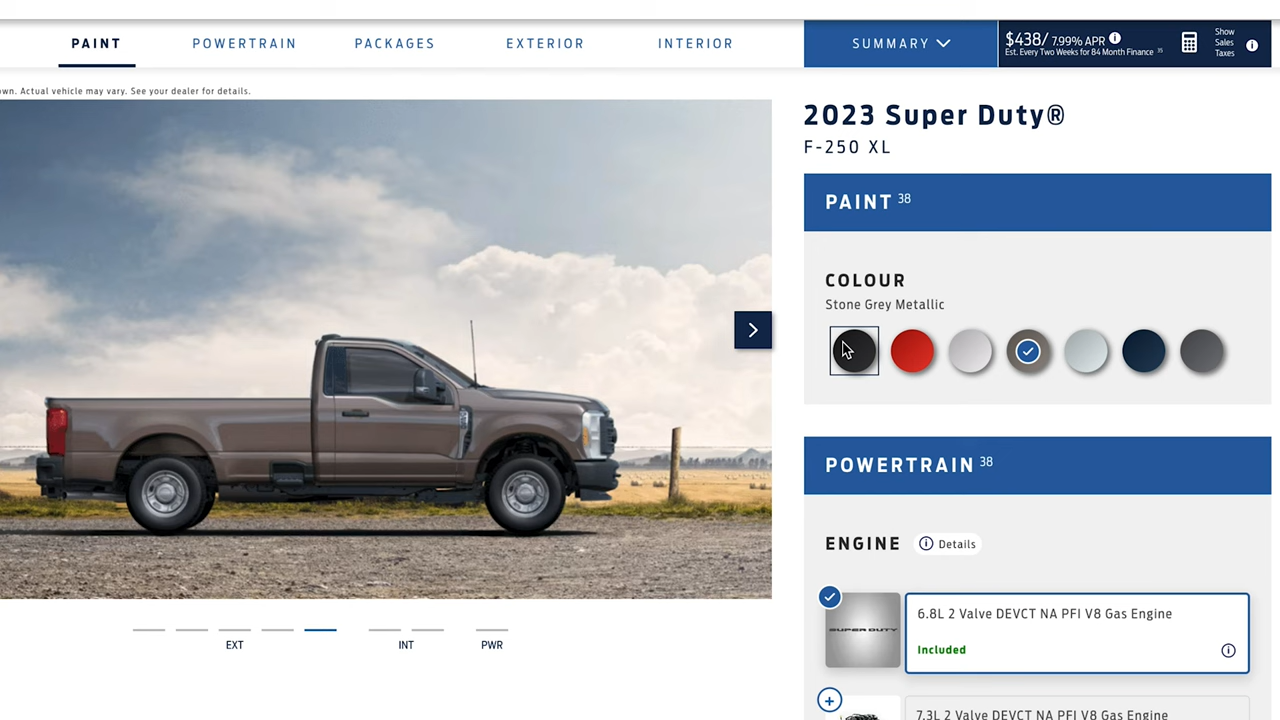 PAINT
POWERTRAIN
PACKAGES
EXTERIOR
INTERIOR
SUMMARY
$438/ 7.99% APR
Est. Every Two Weeks for 84 Month Finance 35
Show
Sales
Taxes
Actual vehicle may vary. See your dealer for details.
2023 Super Duty®
F-250 XL
PAINT 38
COLOUR
Stone Grey Metallic
POWERTRAIN 38
ENGINE
Details
SUPER DUTY
6.8L 2 Valve DEVCT NA PFI V8 Gas Engine
Included
7.3L 2 Valve DEVCT NA PFI V8 Gas Engine
EXT
INT
PWR